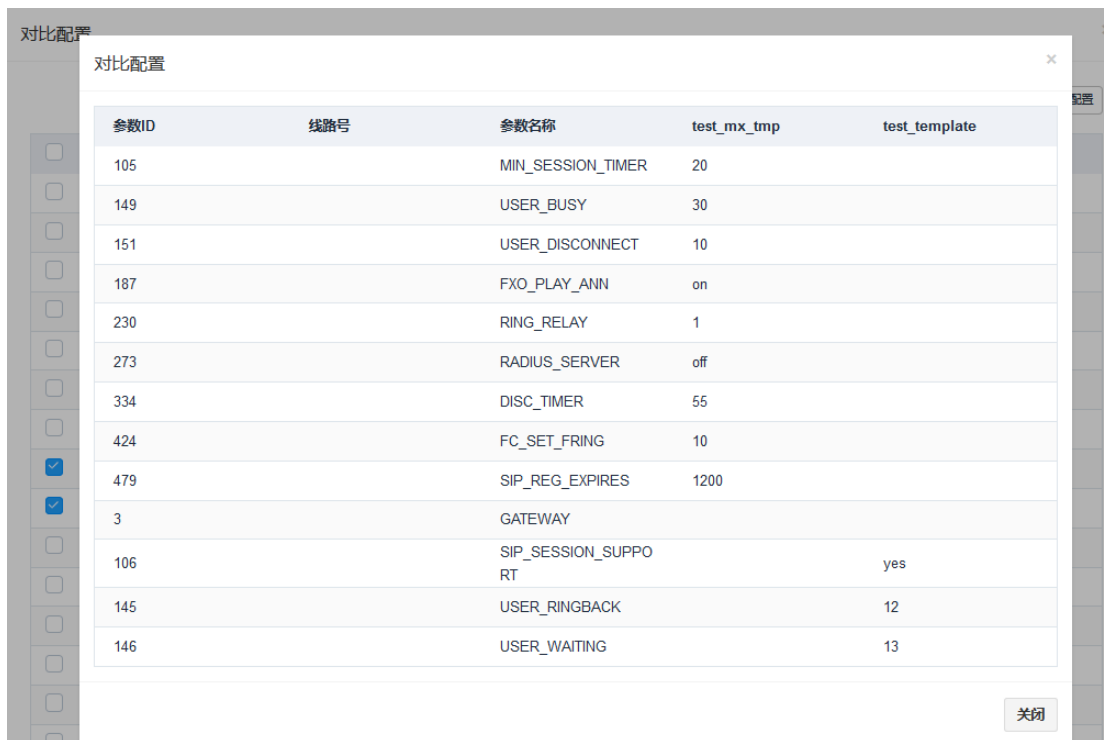 对比配置
对比配置 ×
配置
参数ID 线路号 参数名称 test_mx_tmp test_template
105 MIN_SESSION_TIMER 20
149 USER_BUSY 30
151 USER_DISCONNECT 10
187 FXO_PLAY_ANN on
230 RING_RELAY 1
273 RADIUS_SERVER off
334 DISC_TIMER 55
424 FC_SET_FRING 10
479 SIP_REG_EXPIRES 1200
3 GATEWAY
106 SIP_SESSION_SUPPO
RT yes
145 USER_RINGBACK 12
146 USER_WAITING 13
关闭